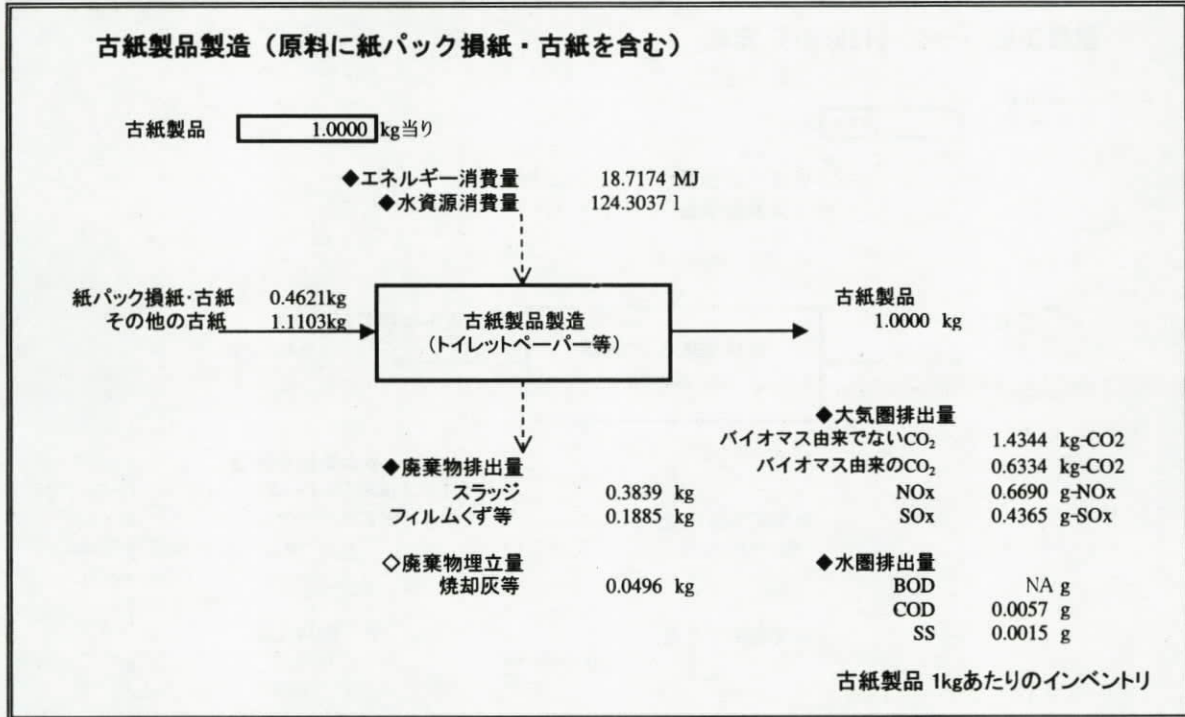 古紙製品製造（原料に紙パック損紙・古紙を含む）
古紙製品 1.0000 kg当り
◆エネルギー消費量 18.7174 MJ
◆水資源消費量 124.3037 l
紙パック損紙・古紙 0.4621kg
その他の古紙 1.1103kg
古紙製品製造
（トイレットペーパー等）
古紙製品
1.0000 kg
◆廃棄物排出量
スラッジ 0.3839 kg
フィルムくず等 0.1885 kg
◇廃棄物埋立量
焼却灰等 0.0496 kg
◆大気圏排出量
バイオマス由来でないCO₂ 1.4344 kg-CO2
バイオマス由来のCO₂ 0.6334 kg-CO2
NOx 0.6690 g-NOx
SOx 0.4365 g-SOx
◆水圏排出量
BOD NA g
COD 0.0057 g
SS 0.0015 g
古紙製品 1kgあたりのインベントリ